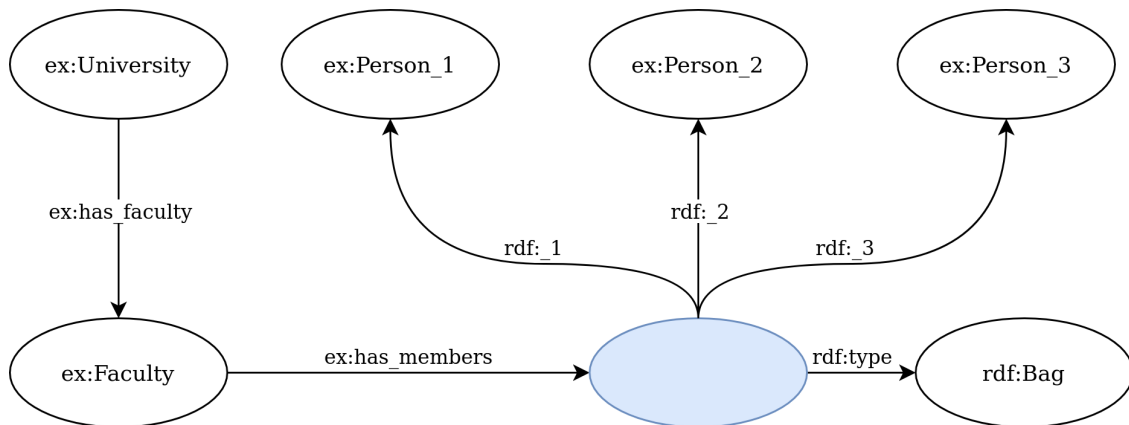 ex:University
ex:Person_1
ex:Person_2
ex:Person_3
ex:has_faculty
rdf:_2
rdf:_1
rdf:_3
ex:has_members
rdf:type
ex:Faculty
rdf:Bag